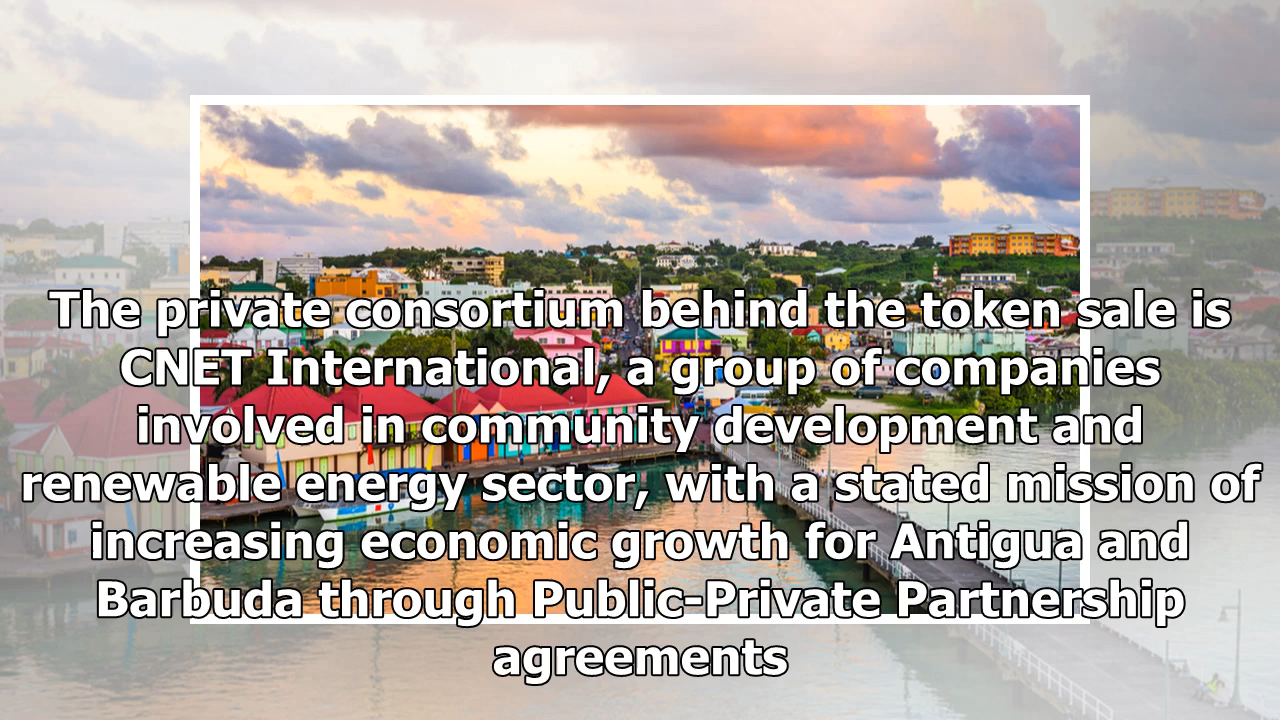 The private consortium behind the token sale is
CNET International, a group of companies
involved in community development and
renewable energy sector, with a stated mission of
increasing economic growth for Antigua and
Barbuda through Public-Private Partnership
agreements